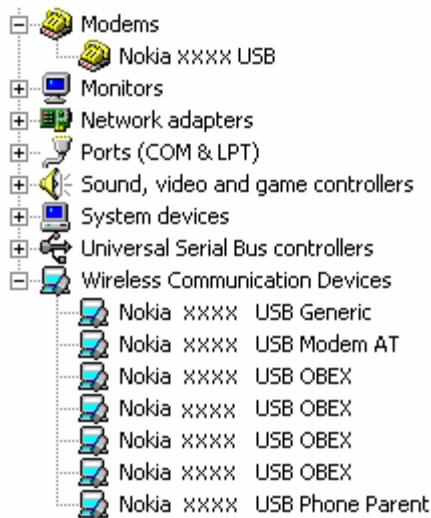 Modems
Nokia xxxx USB
Monitors
Network adapters
Ports (COM & LPT)
Sound, video and game controllers
System devices
Universal Serial Bus controllers
Wireless Communication Devices
Nokia xxxx USB Generic
Nokia xxxx USB Modem AT
Nokia xxxx USB OBEX
Nokia xxxx USB OBEX
Nokia xxxx USB OBEX
Nokia xxxx USB OBEX
Nokia xxxx USB Phone Parent